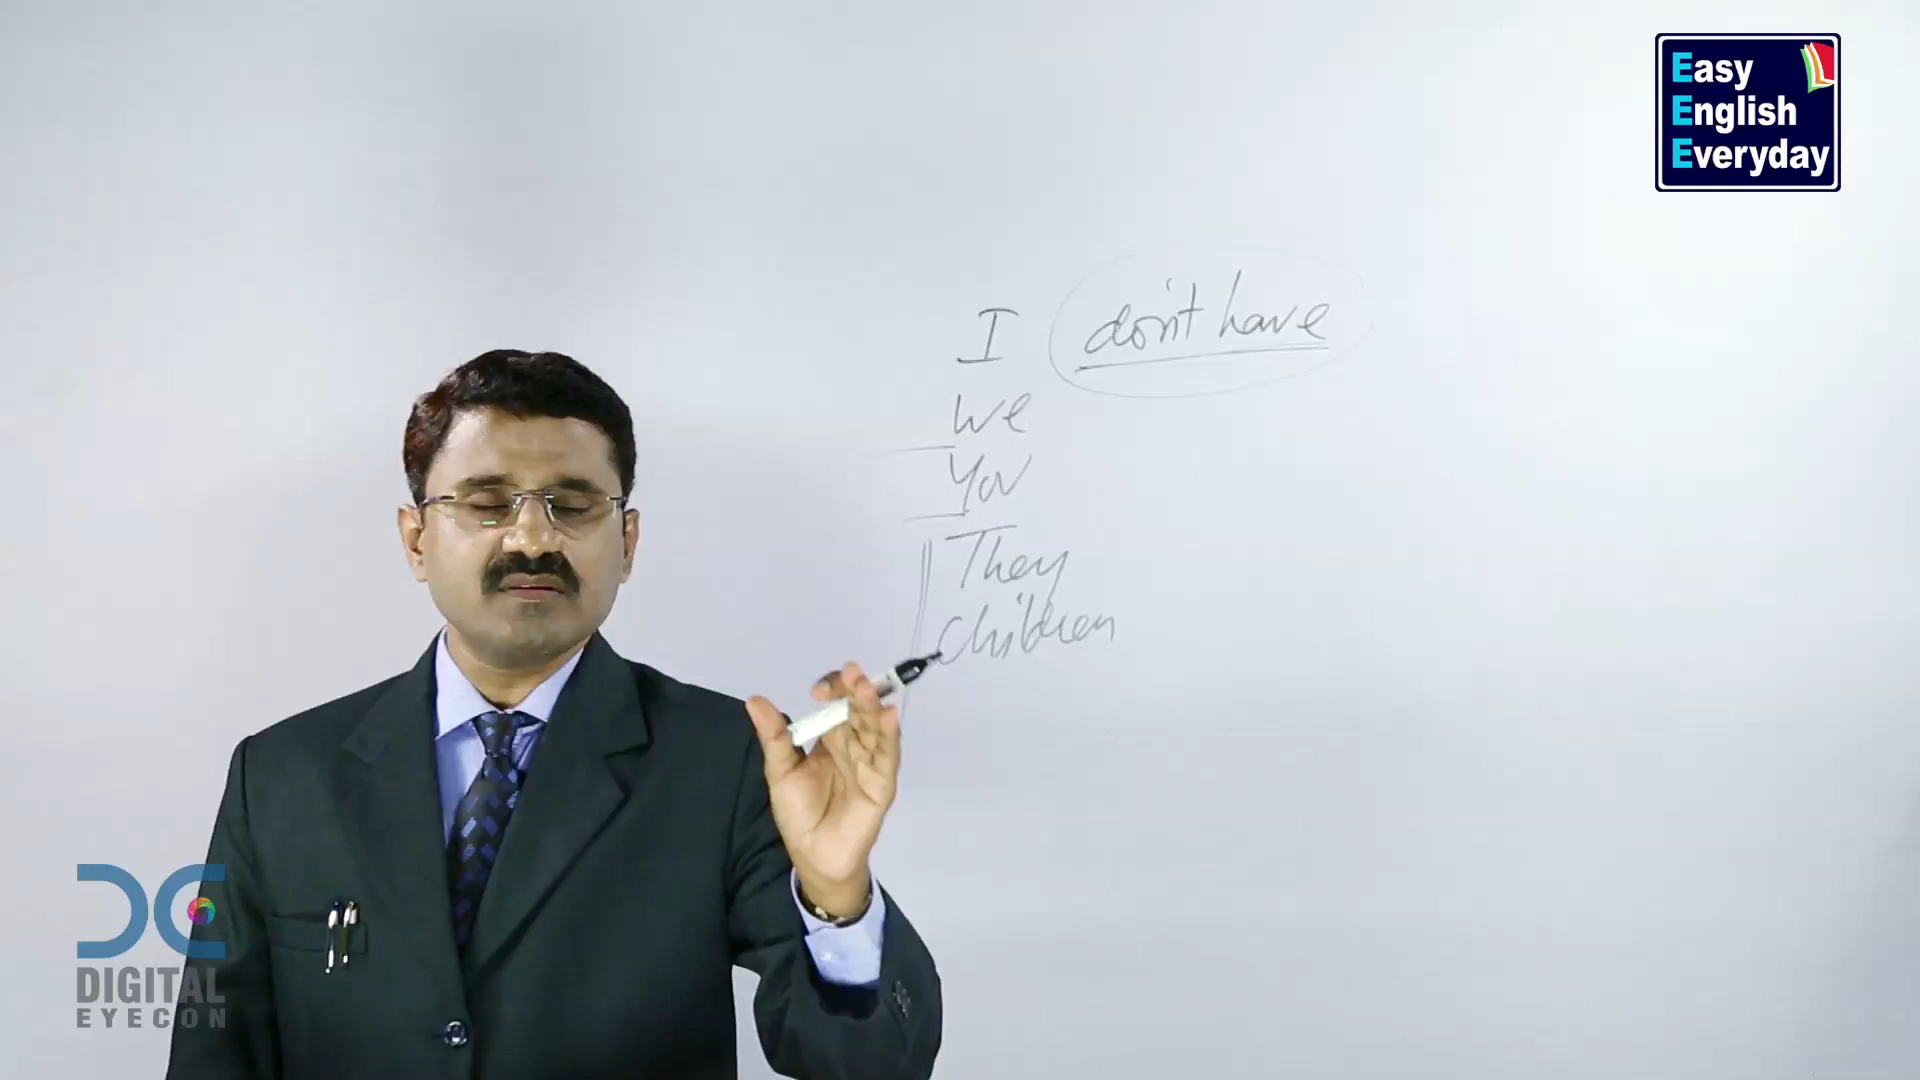 Easy
English
Everyday
I don't have
We
You
They
Children
DIGITAL
EYECON